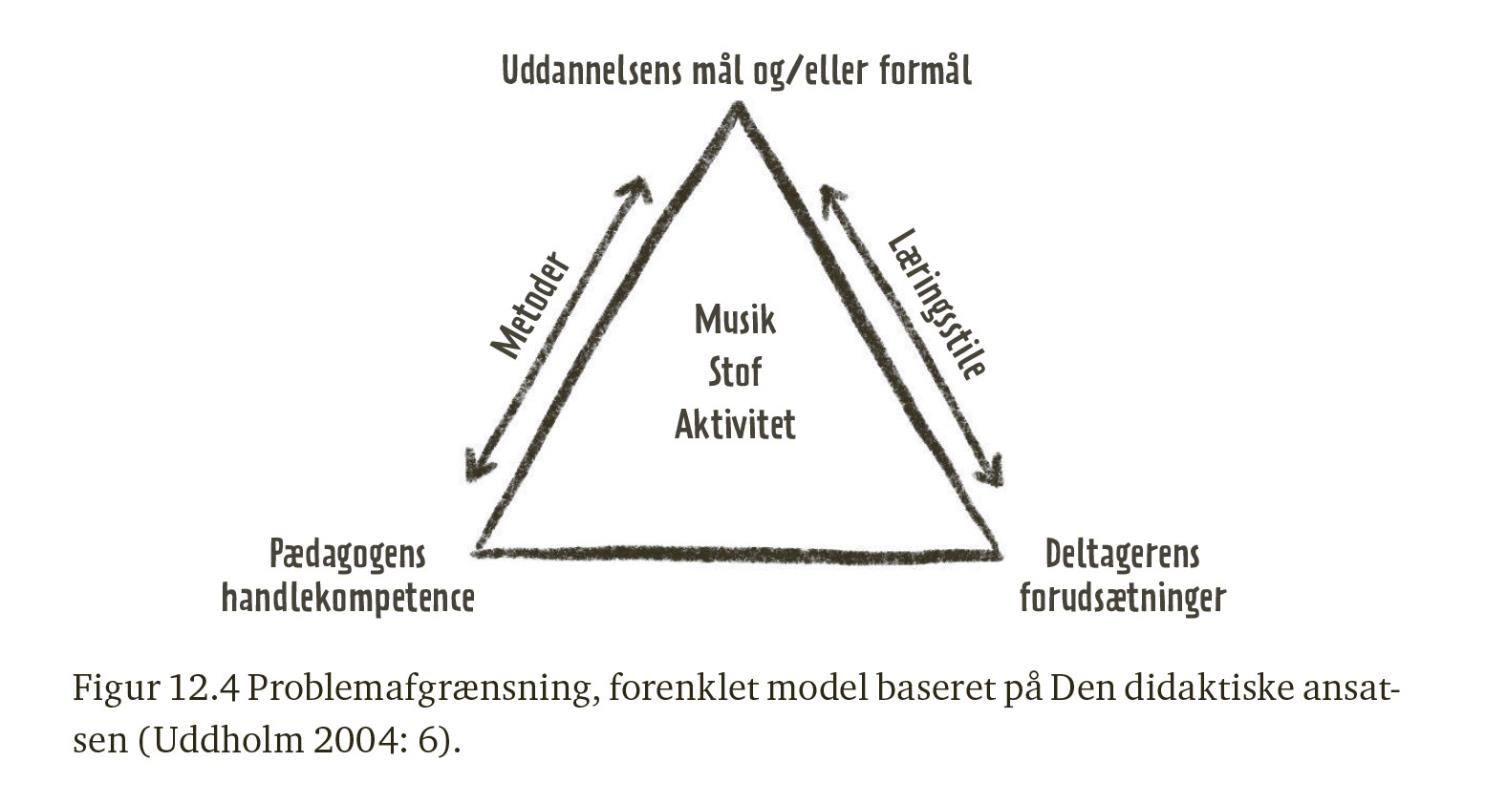 Uddannelsens mål og/eller formål
Metoder
Læringsstile
Musik
Stof
Aktivitet
Pædagogens
handlekompetence
Deltagerens
forudsætninger
Figur 12.4 Problemafgrænsning, forenklet model baseret på Den didaktiske ansat-
sen (Uddholm 2004: 6).